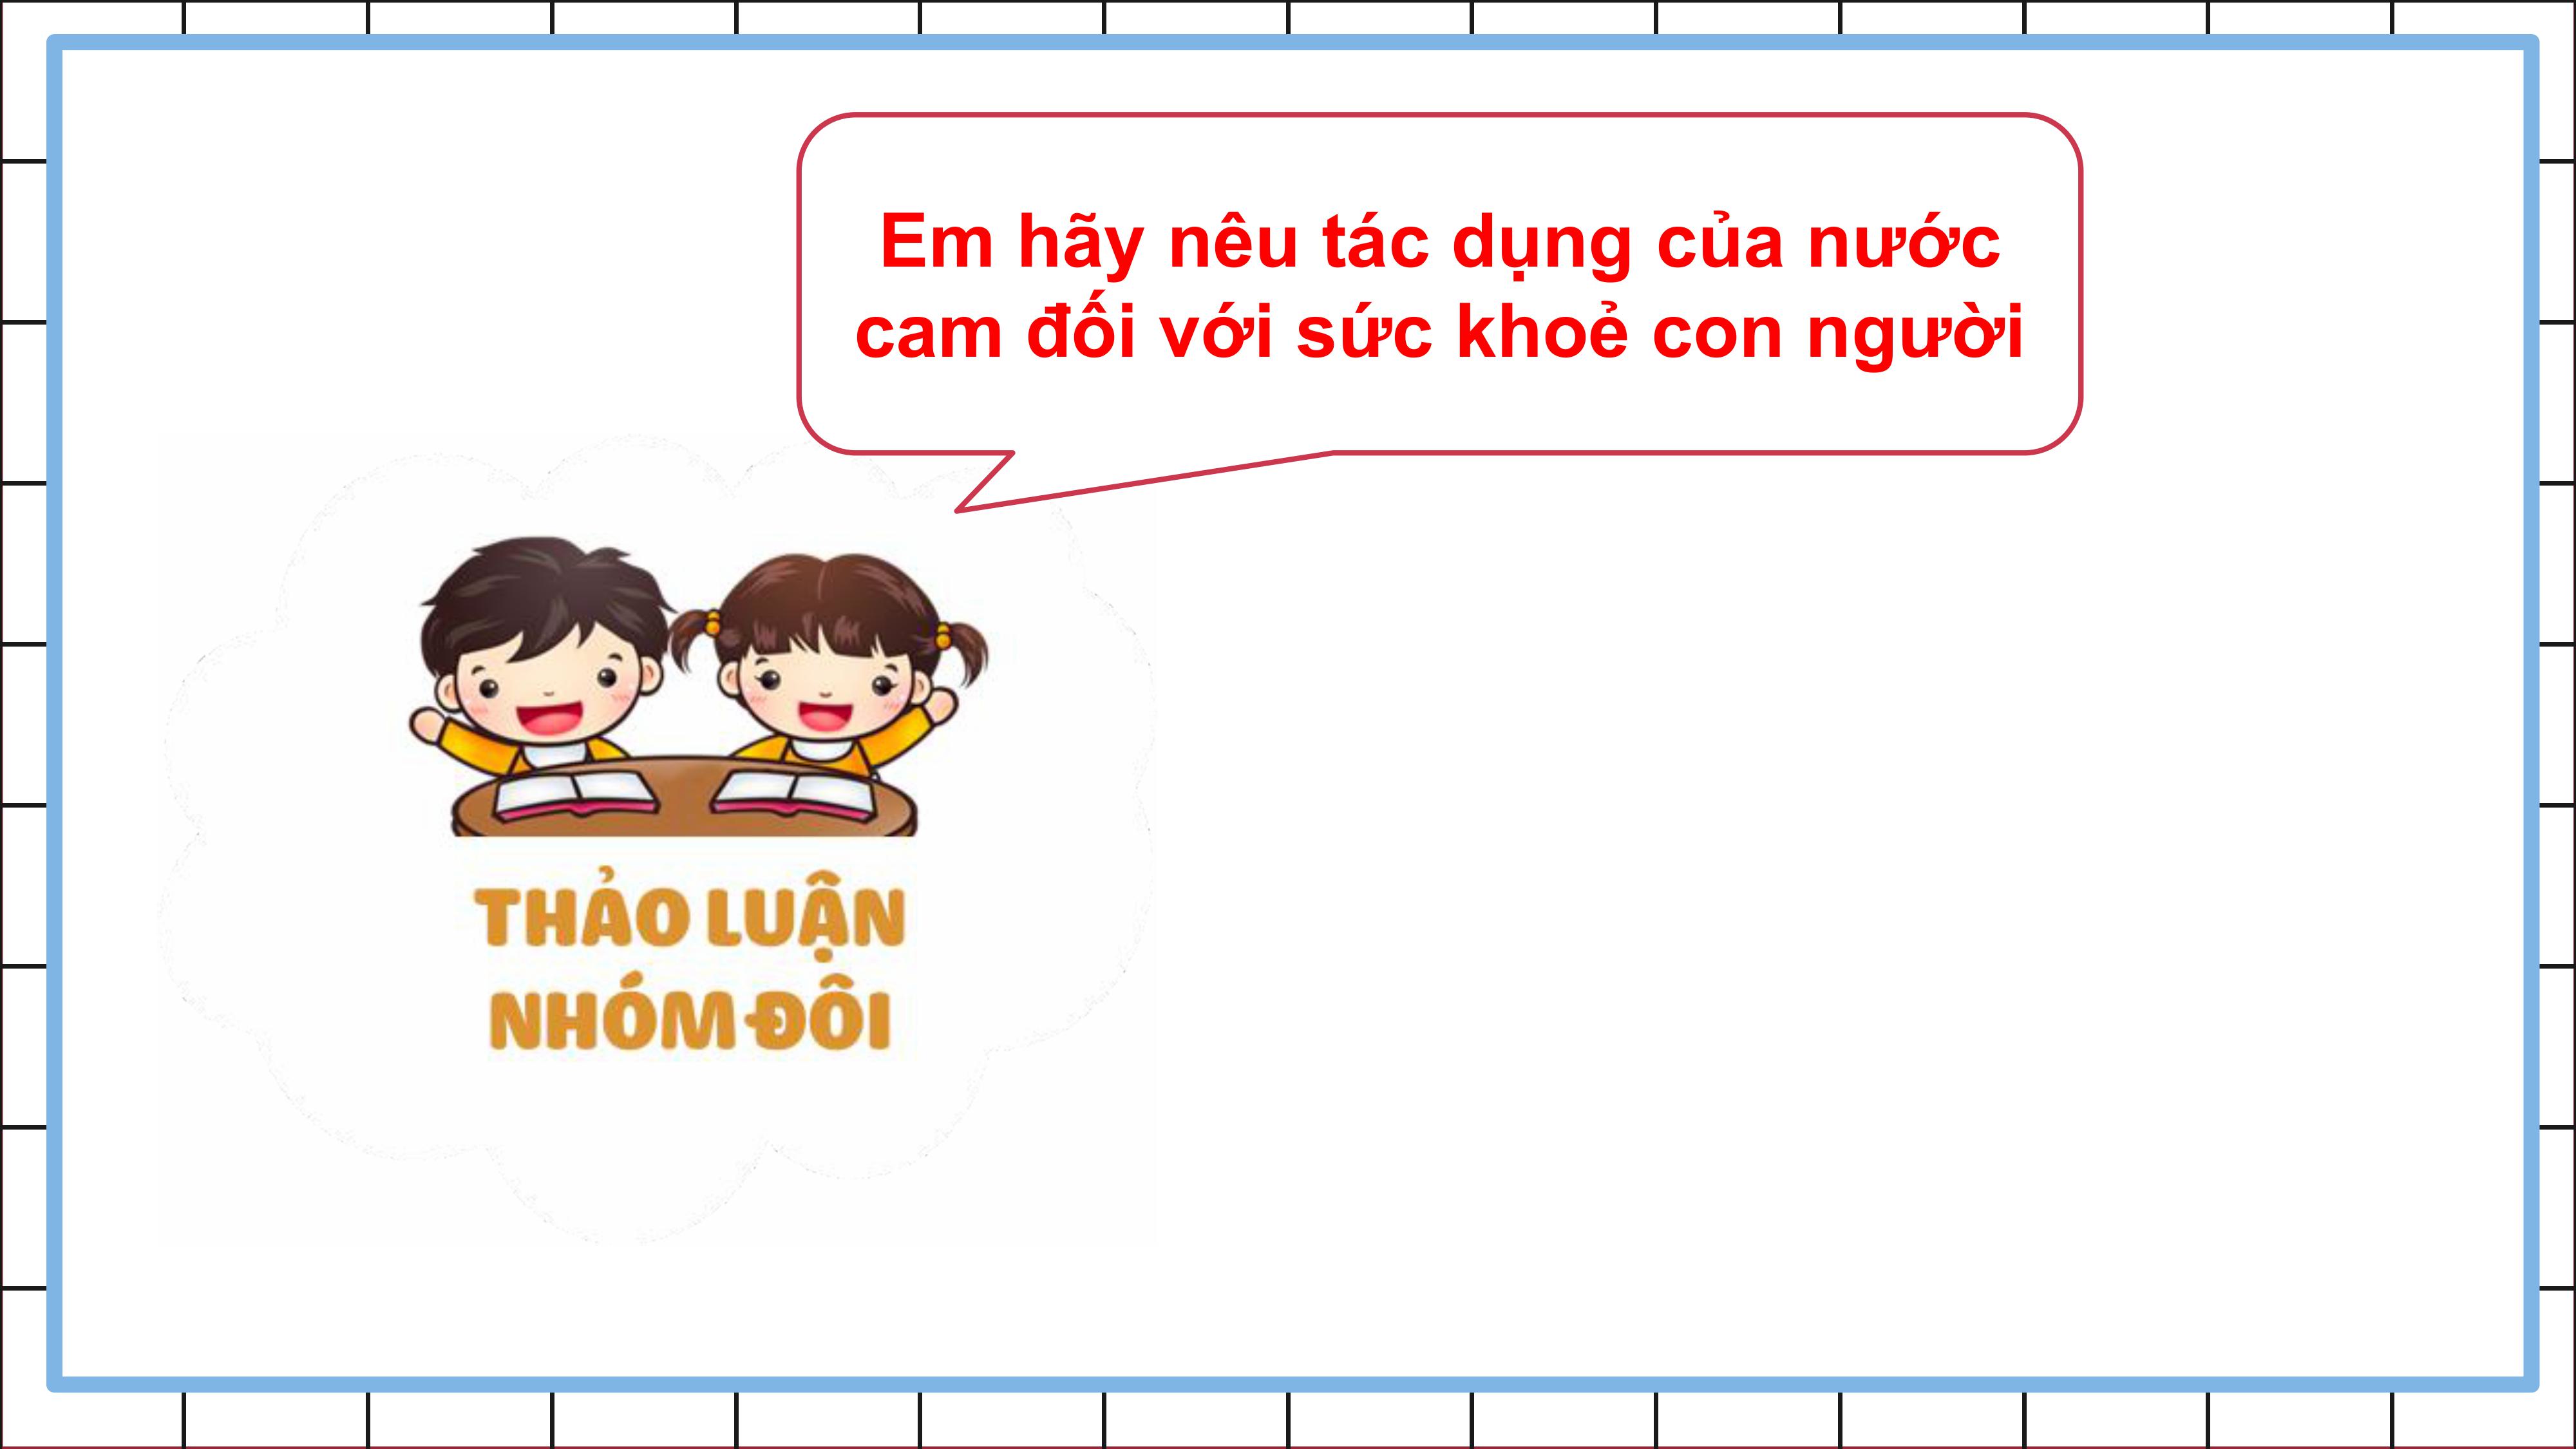 Em hãy nêu tác dụng của nước
cam đối với sức khoẻ con người
THẢO LUẬN
NHÓM ĐÔI